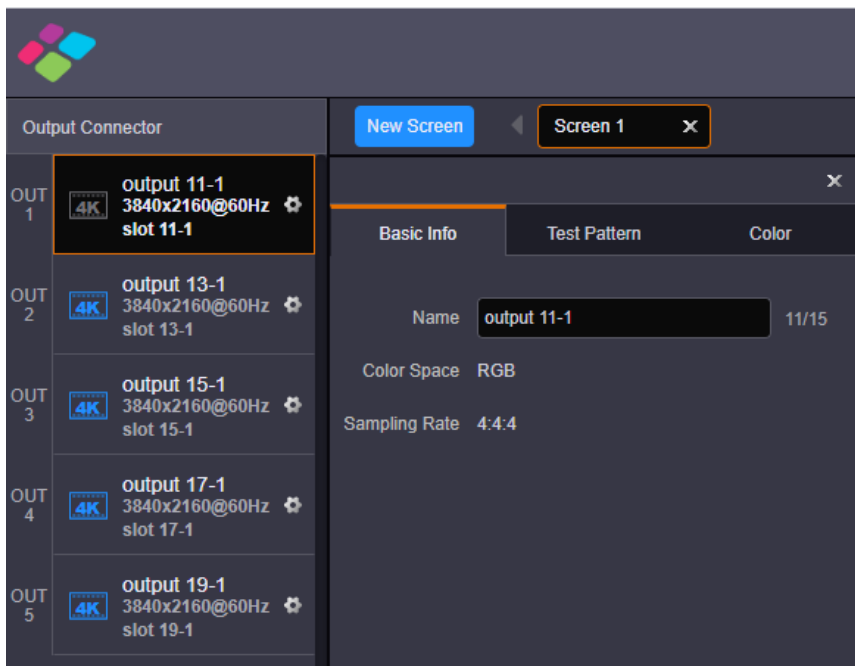 Output Connector
New Screen
Screen 1
OUT 1
4K
output 11-1
3840x2160@60Hz
slot 11-1
OUT 2
4K
output 13-1
3840x2160@60Hz
slot 13-1
OUT 3
4K
output 15-1
3840x2160@60Hz
slot 15-1
OUT 4
4K
output 17-1
3840x2160@60Hz
slot 17-1
OUT 5
4K
output 19-1
3840x2160@60Hz
slot 19-1
Basic Info
Test Pattern
Color
Name output 11-1 11/15
Color Space RGB
Sampling Rate 4:4:4